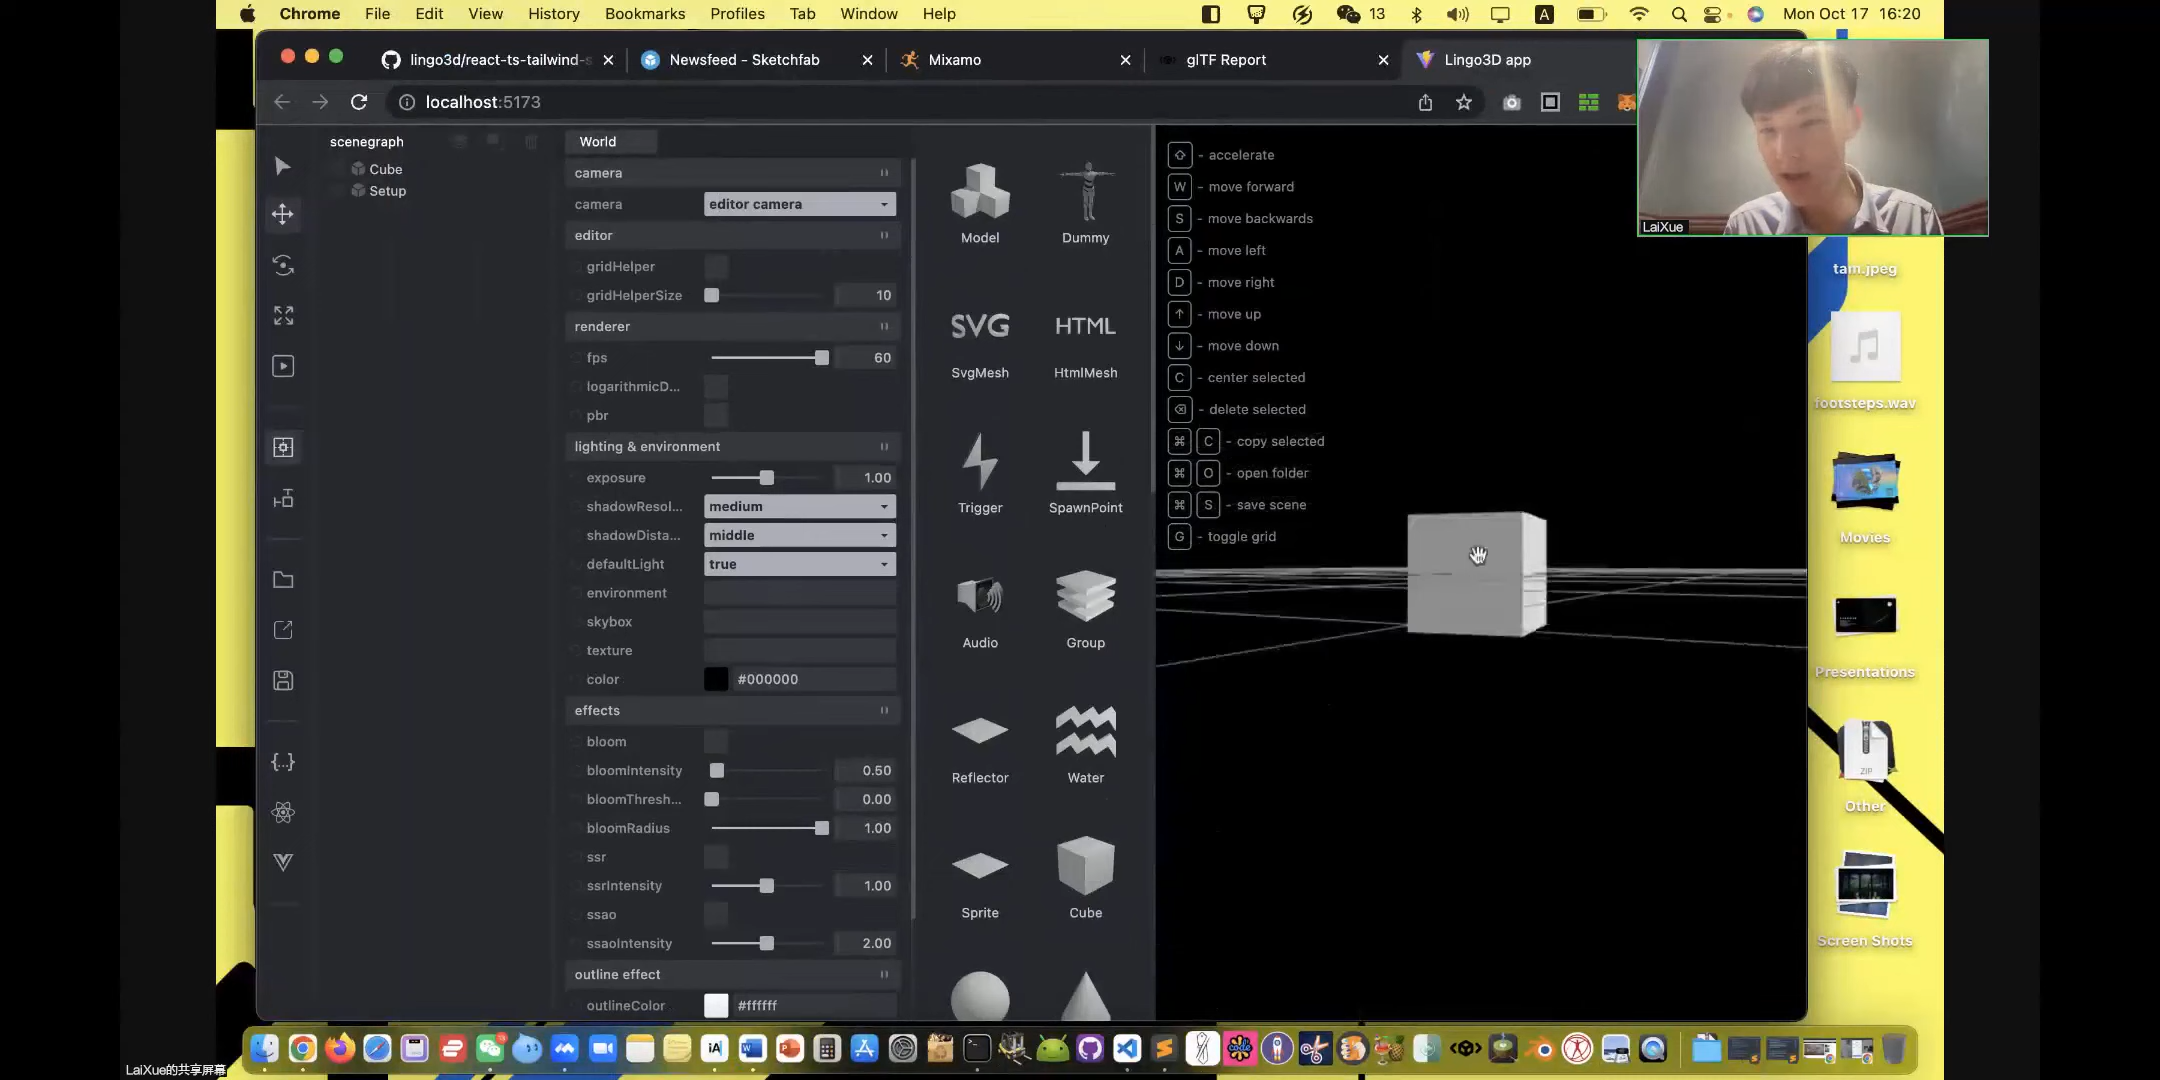 Chrome File Edit View History Bookmarks Profiles Tab Window Help 13 A Mon Oct 17 16:20
lingo3d/react-ts-tailwind-s Newsfeed - Sketchfab Mixamo glTF Report Lingo3D app
localhost:5173
LaiXue
scenegraph
Cube
Setup
World
camera
camera editor camera
editor
gridHelper
gridHelperSize 10
renderer
fps 60
logarithmicD...
pbr
lighting & environment
exposure 1.00
shadowResol... medium
shadowDista... middle
defaultLight true
environment
skybox
texture
color #000000
effects
bloom
bloomIntensity 0.50
bloomThresh... 0.00
bloomRadius 1.00
ssr
ssrIntensity 1.00
ssao
ssaoIntensity 2.00
outline effect
outlineColor #ffffff
Model Dummy
SVG HTML
SvgMesh HtmlMesh
Trigger SpawnPoint
Audio Group
Reflector Water
Sprite Cube
- accelerate
W - move forward
S - move backwards
A - move left
D - move right
↑ - move up
↓ - move down
C - center selected
- delete selected
⌘ C - copy selected
⌘ O - open folder
⌘ S - save scene
G - toggle grid
tam.jpeg
footsteps.wav
Movies
Presentations
ZIP
Other
Screen Shots
LaiXue的共享屏幕